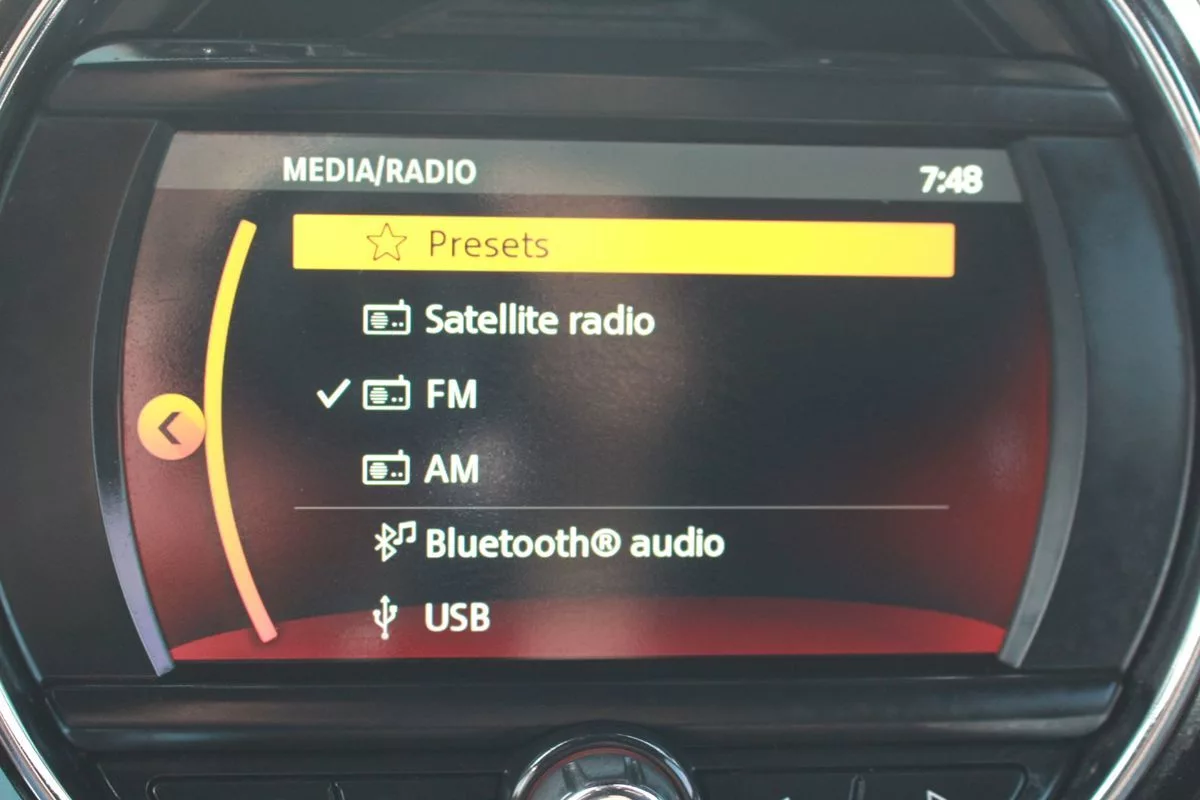 MEDIA/RADIO 7:48
Presets
Satellite radio
FM
AM
Bluetooth® audio
USB